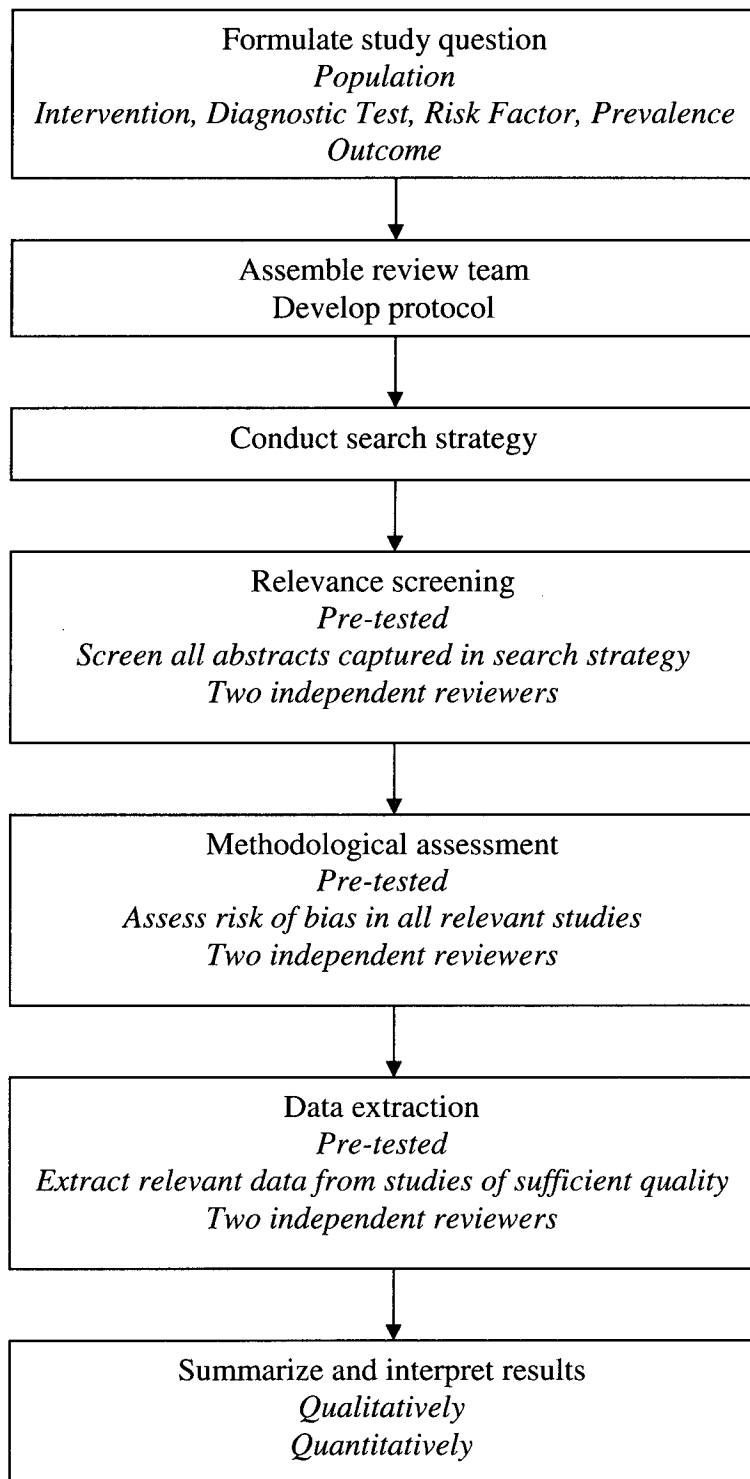 Formulate study question
Population
Intervention, Diagnostic Test, Risk Factor, Prevalence
Outcome
Assemble review team
Develop protocol
Conduct search strategy
Relevance screening
Pre-tested
Screen all abstracts captured in search strategy
Two independent reviewers
Methodological assessment
Pre-tested
Assess risk of bias in all relevant studies
Two independent reviewers
Data extraction
Pre-tested
Extract relevant data from studies of sufficient quality
Two independent reviewers
Summarize and interpret results
Qualitatively
Quantitatively